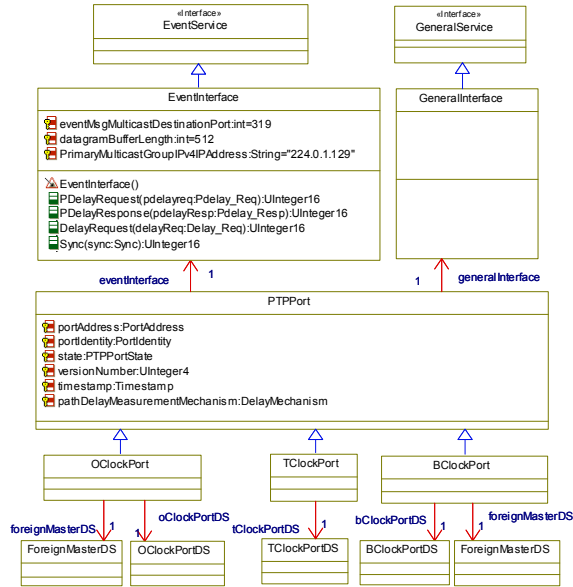 «Interface»
EventService
«Interface»
GeneralService
EventInterface
eventMsgMulticastDestinationPort:int=319
datagramBufferLength:int=512
PrimaryMulticastGroupIPv4IPAddress:String="224.0.1.129"
EventInterface()
PDelayRequest(pdelayreq:Pdelay_Req):UInteger16
PDelayResponse(pdelayResp:Pdelay_Resp):UInteger16
DelayRequest(delayReq:Delay_Req):UInteger16
Sync(sync:Sync):UInteger16
GeneralInterface
eventInterface
1
1
generalInterface
PTPPort
portAddress:PortAddress
portIdentity:PortIdentity
state:PTPPortState
versionNumber:UInteger4
timestamp:Timestamp
pathDelayMeasurementMechanism:DelayMechanism
OClockPort
TClockPort
BClockPort
foreignMasterDS
1
oClockPortDS
1
tClockPortDS
1
bClockPortDS
1
foreignMasterDS
1
ForeignMasterDS
OClockPortDS
TClockPortDS
BClockPortDS
ForeignMasterDS